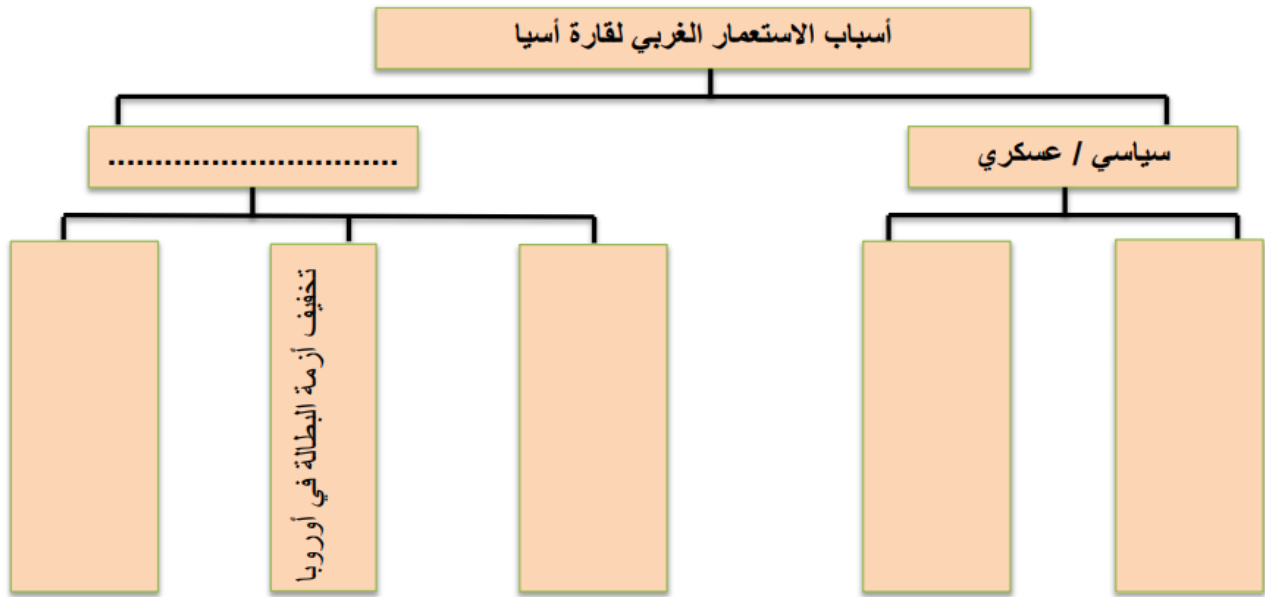 أسباب الاستعمار الغربي لقارة أسيا
سياسي / عسكري
...............................
تخفيف أزمة البطالة في أوروبا